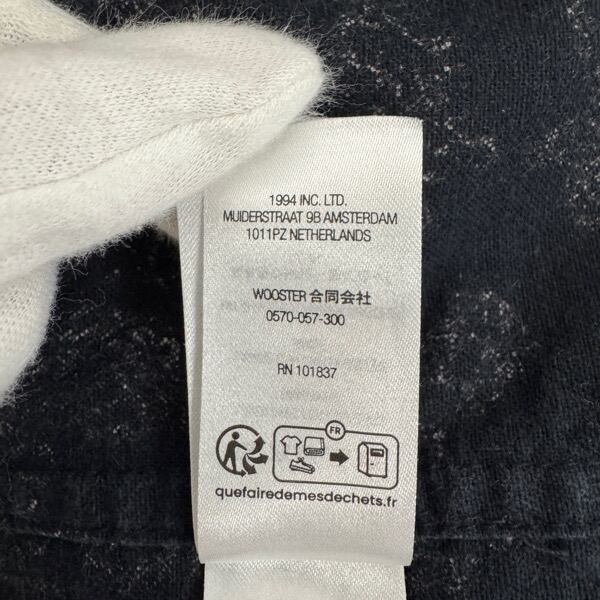 1994 INC. LTD.
MUIDERSTRAAT 9B AMSTERDAM
1011PZ NETHERLANDS
WOOSTER 合同会社
0570-057-300
RN 101837
FR
quefairedemesdechets.fr